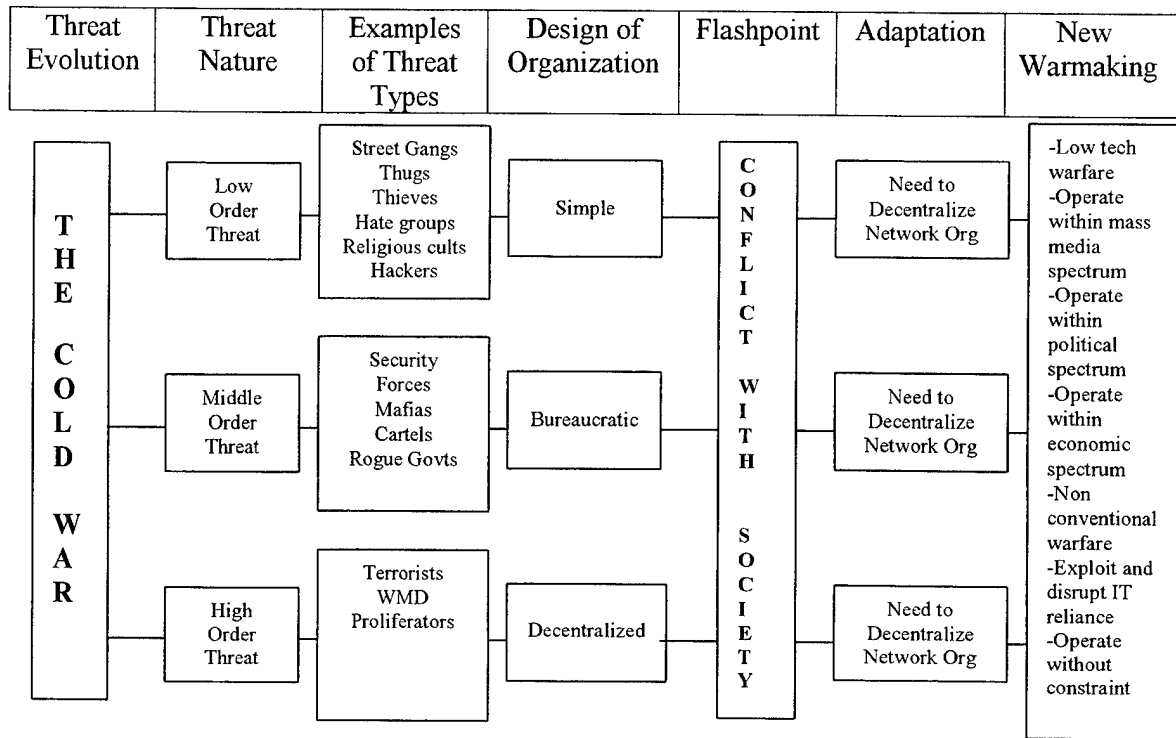 Threat
Evolution
Threat
Nature
Examples
of Threat
Types
Design of
Organization
Flashpoint
Adaptation
New
Warmaking
THE COLD WAR
Low
Order
Threat
Street Gangs
Thugs
Thieves
Hate groups
Religious cults
Hackers
Simple
CONFLICT WITH SOCIETY
Need to
Decentralize
Network Org
Middle
Order
Threat
Security
Forces
Mafias
Cartels
Rogue Govts
Bureaucratic
Need to
Decentralize
Network Org
High
Order
Threat
Terrorists
WMD
Proliferators
Decentralized
Need to
Decentralize
Network Org
-Low tech
warfare
-Operate
within mass
media
spectrum
-Operate
within
political
spectrum
-Operate
within
economic
spectrum
-Non
conventional
warfare
-Exploit and
disrupt IT
reliance
-Operate
without
constraint